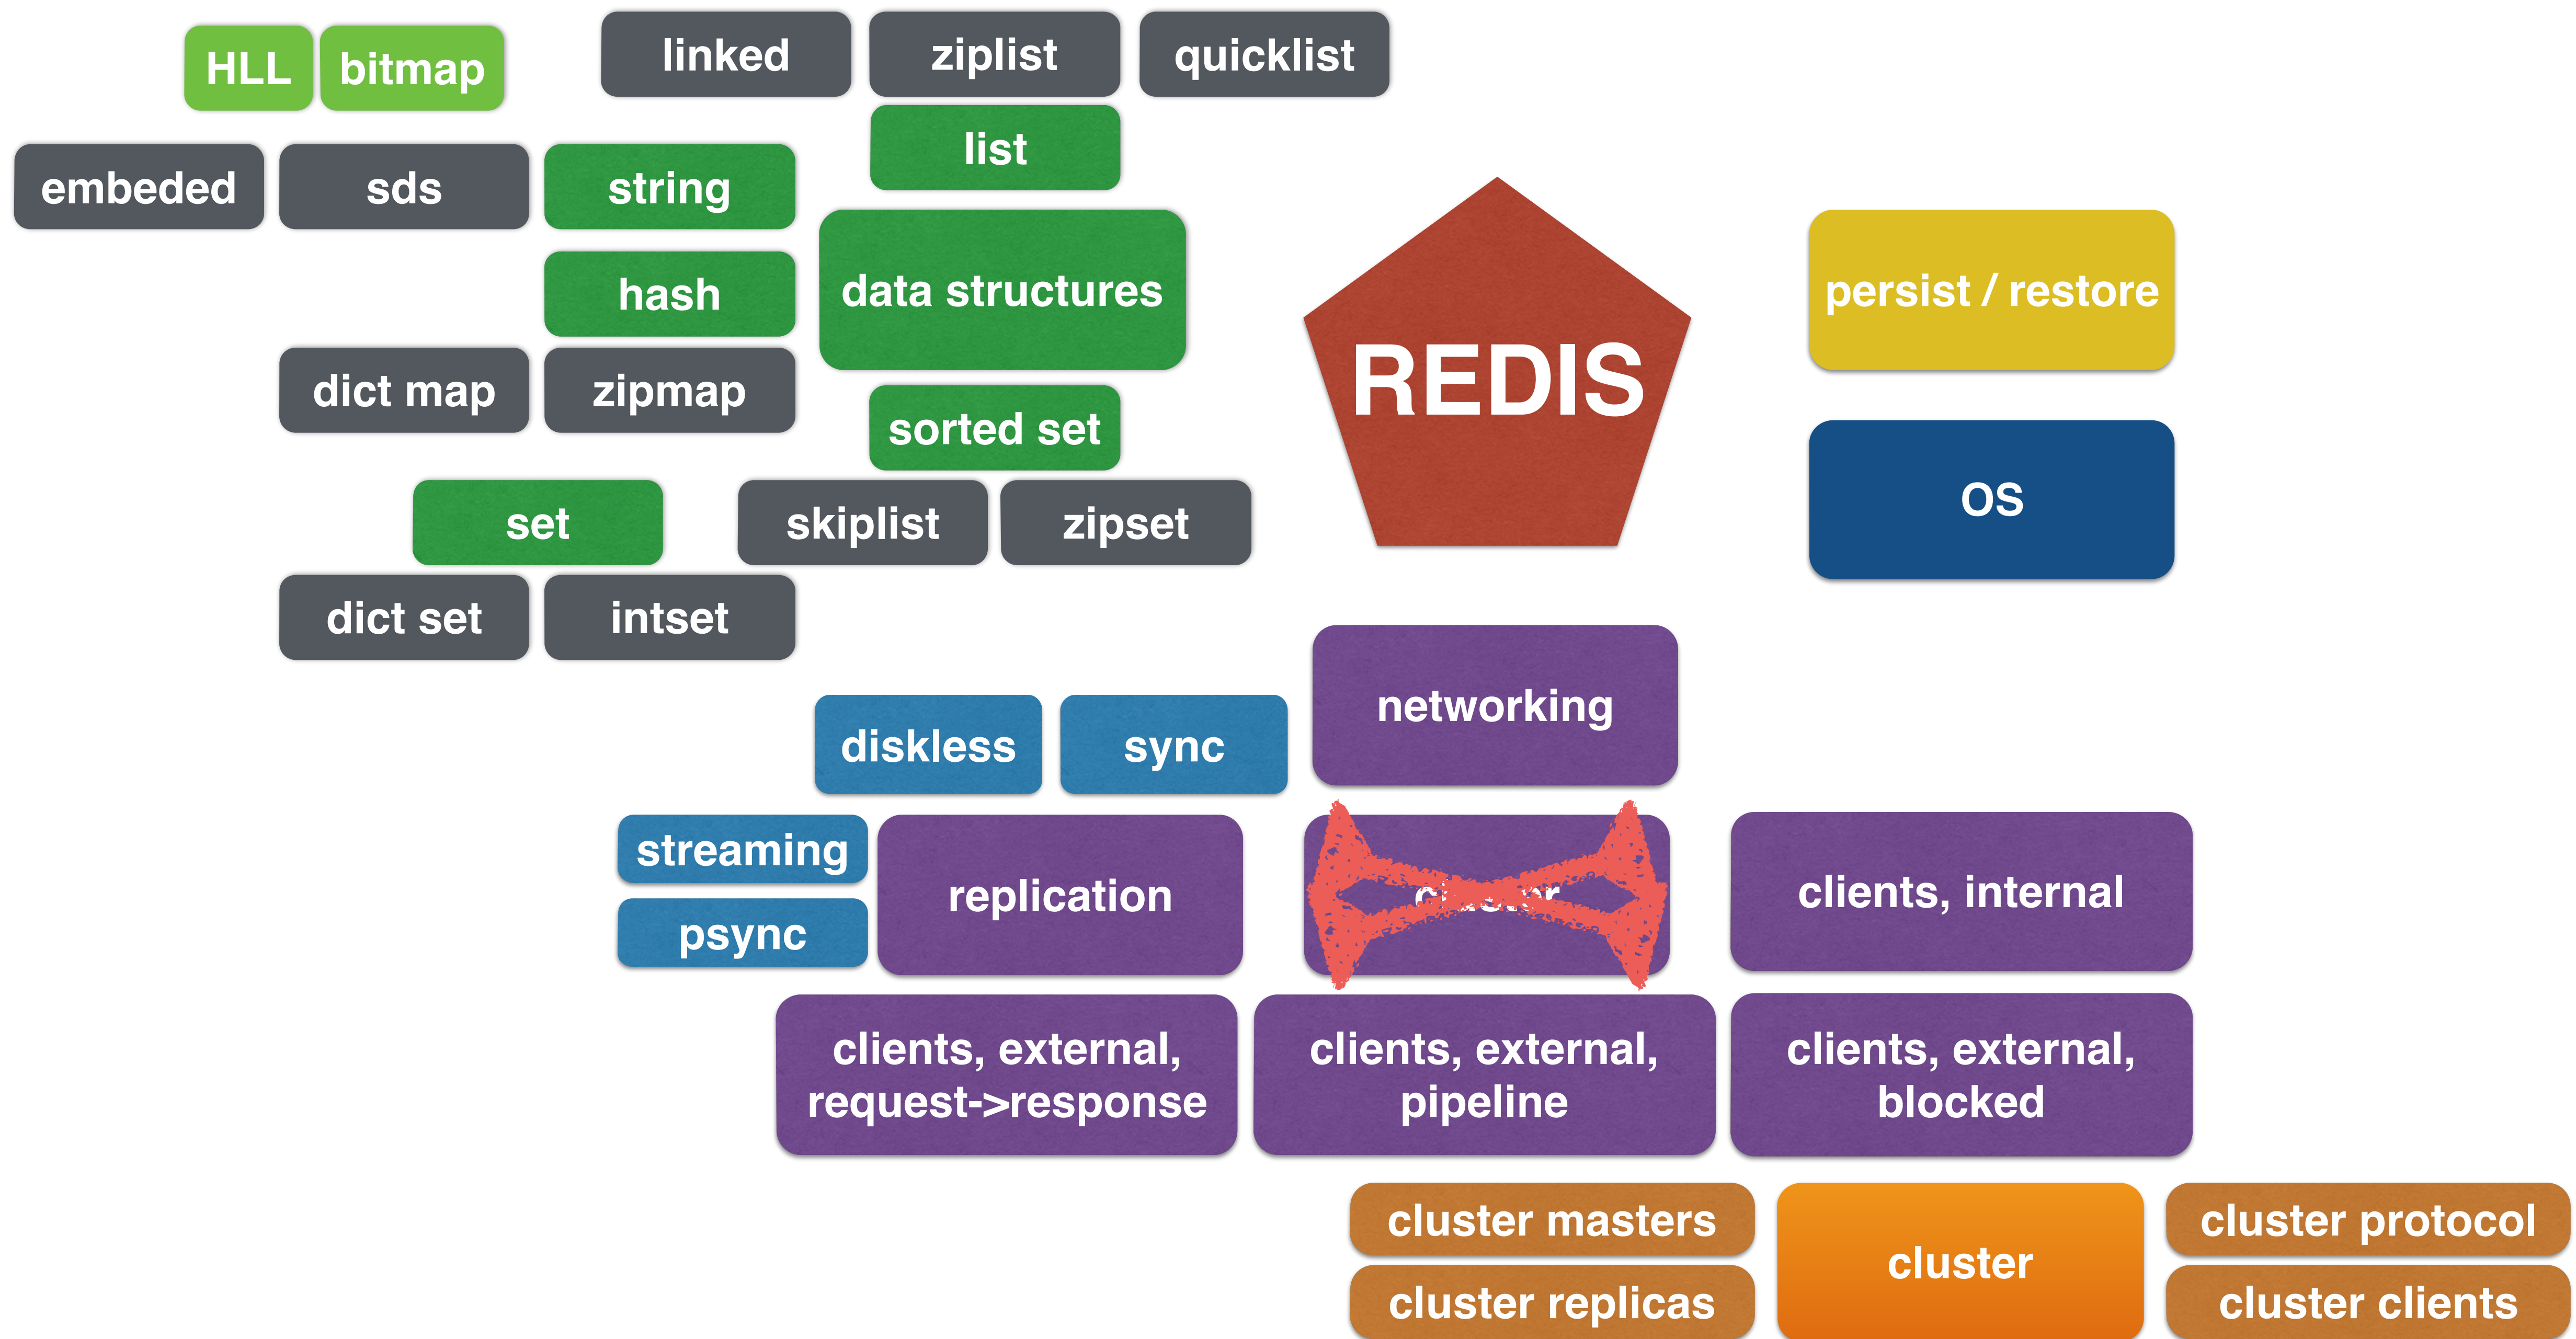 HLL
bitmap
linked
ziplist
quicklist
list
embeded
sds
string
hash
data structures
REDIS
persist / restore
dict map
zipmap
sorted set
OS
set
skiplist
zipset
dict set
intset
networking
diskless
sync
streaming
replication
psync
clients, internal
clients, external,
request->response
clients, external,
pipeline
clients, external,
blocked
cluster masters
cluster replicas
cluster
cluster protocol
cluster clients